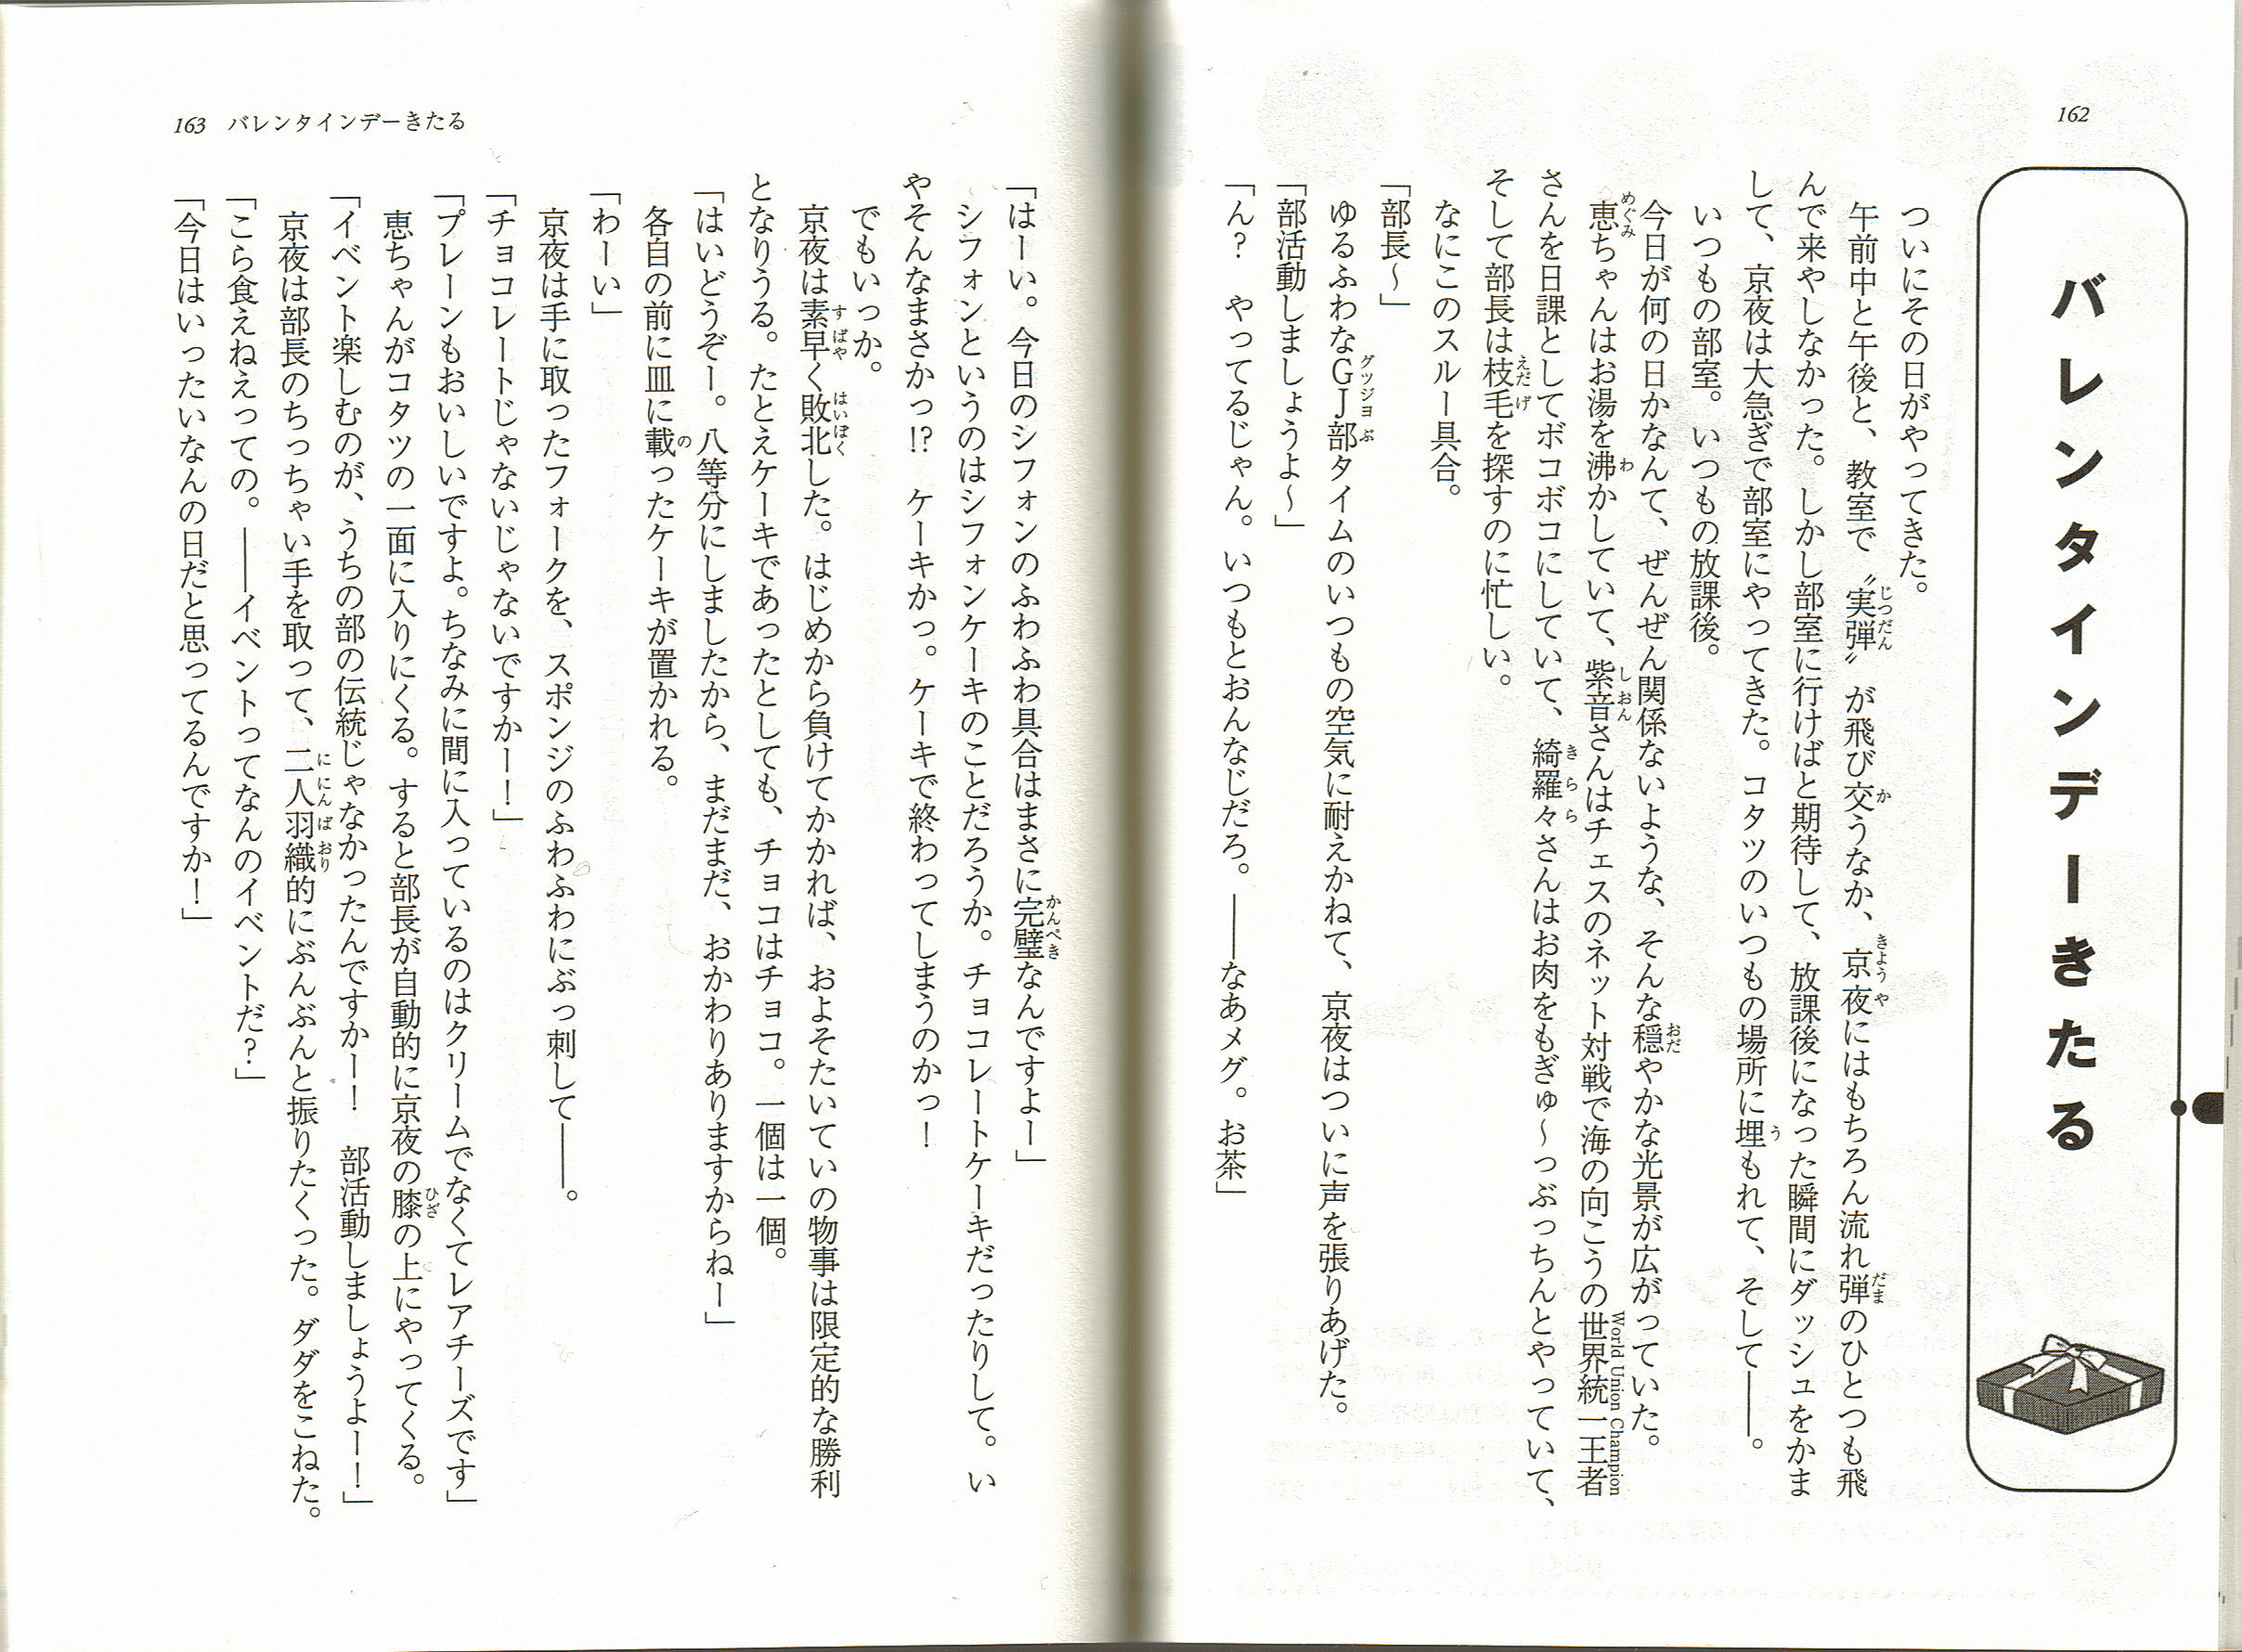 162
バレンタインデーきたる
ついにその日がやってきた。
午前中と午後と、教室で〝実弾〟が飛び交うなか、京夜にはもちろん流れ弾のひとつも飛
んで来やしなかった。しかし部室に行けばと期待して、放課後になった瞬間にダッシュをかま
して、京夜は大急ぎで部室にやってきた。コタツのいつもの場所に埋もれて、そして――。
いつもの部室。いつもの放課後。
今日が何の日かなんて、ぜんぜん関係ないような、そんな穏やかな光景が広がっていた。
恵ちゃんはお湯を沸かしていて、紫音さんはチェスのネット対戦で海の向こうの世界統一王者
さんを日課としてボコボコにしていて、綺羅々さんはお肉をもぎゅ～っぶっちんとやっていて、
そして部長は枝毛を探すのに忙しい。
なにこのスルー具合。
「部長～」
ゆるふわなＧＪ部タイムのいつもの空気に耐えかねて、京夜はついに声を張りあげた。
「部活動しましょうよ～」
「ん？　やってるじゃん。いつもとおんなじだろ。――なあメグ。お茶」
163 バレンタインデーきたる
「はーい。今日のシフォンのふわふわ具合はまさに完璧なんですよー」
シフォンというのはシフォンケーキのことだろうか。チョコレートケーキだったりして。い
やそんなまさかっ!?　ケーキかっ。ケーキで終わってしまうのかっ！
でもいっか。
京夜は素早く敗北した。はじめから負けてかかれば、およそたいていの物事は限定的な勝利
となりうる。たとえケーキであったとしても、チョコはチョコ。一個は一個。
「はいどうぞー。八等分にしましたから、まだまだ、おかわりありますからねー」
各自の前に皿に載ったケーキが置かれる。
「わーい」
京夜は手に取ったフォークを、スポンジのふわふわにぶっ刺して――。
「チョコレートじゃないじゃないですかー！」
「プレーンもおいしいですよ。ちなみに間に入っているのはクリームでなくてレアチーズです」
恵ちゃんがコタツの一面に入りにくる。すると部長が自動的に京夜の膝の上にやってくる。
「イベント楽しむのが、うちの部の伝統じゃなかったんですかー！　部活動しましょうよー！」
京夜は部長のちっちゃい手を取って、二人羽織的にぶんぶんと振りたくった。ダダをこねた。
「こら食えねえっての。――イベントってなんのイベントだ？」
「今日はいったいなんの日だと思ってるんですか！」